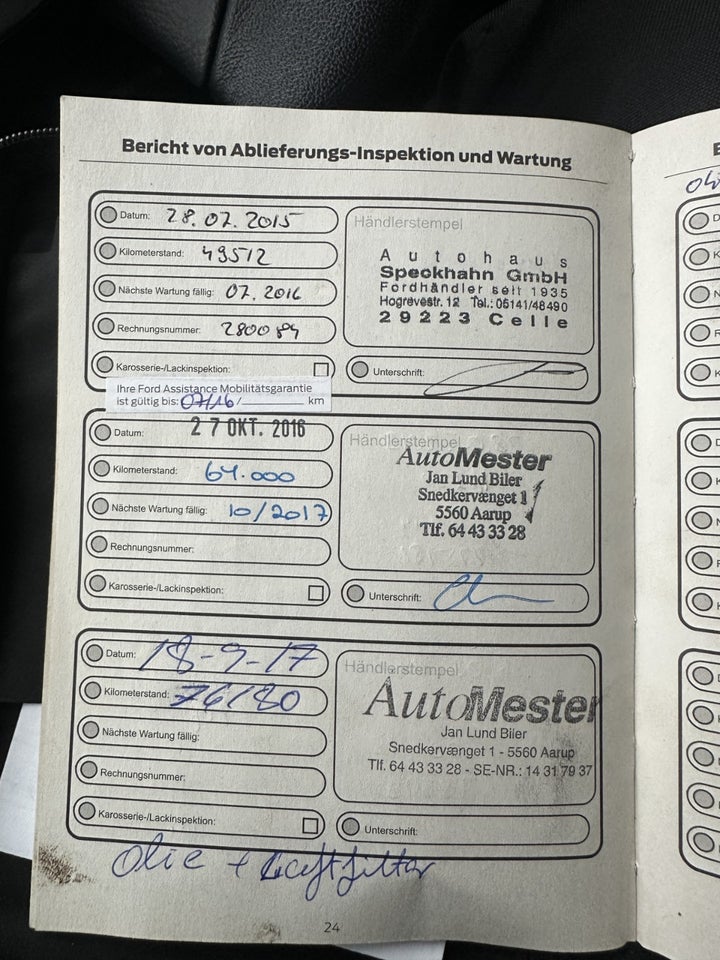 Bericht von Ablieferungs-Inspektion und Wartung
Datum: 28.07.2015
Kilometerstand: 49512
Nächste Wartung fällig: 07.2016
Rechnungsnummer: 2800
Karosserie-/Lackinspektion:
Händlerstempel
Autohaus
Speckhahn GmbH
Fordhändler seit 1935
Hogrevestr. 12 Tel.: 05141/48490
29223 Celle
Unterschrift:
Ihre Ford Assistance Mobilitätsgarantie
ist gültig bis: 07/16/ km
Datum: 27 OKT. 2016
Kilometerstand: 64.000
Nächste Wartung fällig: 10/2017
Rechnungsnummer:
Karosserie-/Lackinspektion:
Händlerstempel
AutoMester
Jan Lund Biler
Snedkervænget 1
5560 Aarup
Tlf. 64 43 33 28
Unterschrift:
Datum: 18-9-17
Kilometerstand: 76180
Nächste Wartung fällig:
Rechnungsnummer:
Karosserie-/Lackinspektion:
Händlerstempel
AutoMester
Jan Lund Biler
Snedkervænget 1 - 5560 Aarup
Tlf. 64 43 33 28 - SE-NR.: 14 31 79 37
Unterschrift:
Olie + Luftfilter
24